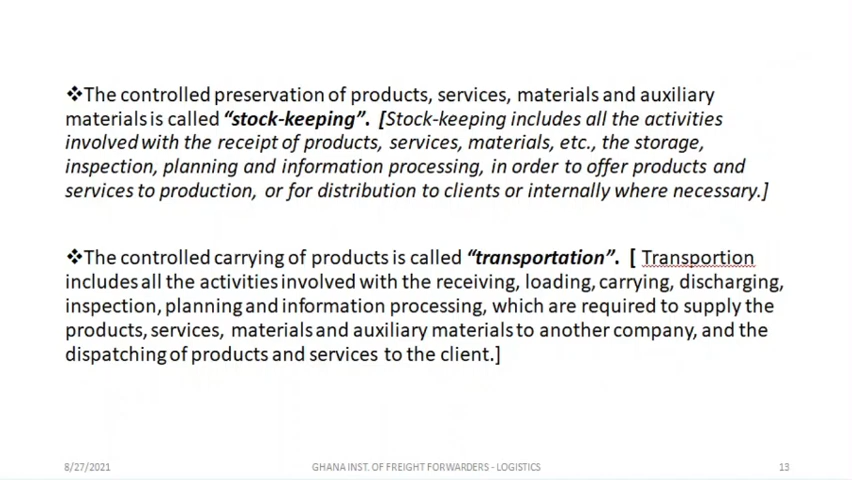 ❖The controlled preservation of products, services, materials and auxiliary
materials is called “stock-keeping”. [Stock-keeping includes all the activities
involved with the receipt of products, services, materials, etc., the storage,
inspection, planning and information processing, in order to offer products and
services to production, or for distribution to clients or internally where necessary.]
❖The controlled carrying of products is called “transportation”. [ Transportion
includes all the activities involved with the receiving, loading, carrying, discharging,
inspection, planning and information processing, which are required to supply the
products, services, materials and auxiliary materials to another company, and the
dispatching of products and services to the client.]
8/27/2021 GHANA INST. OF FREIGHT FORWARDERS - LOGISTICS 13